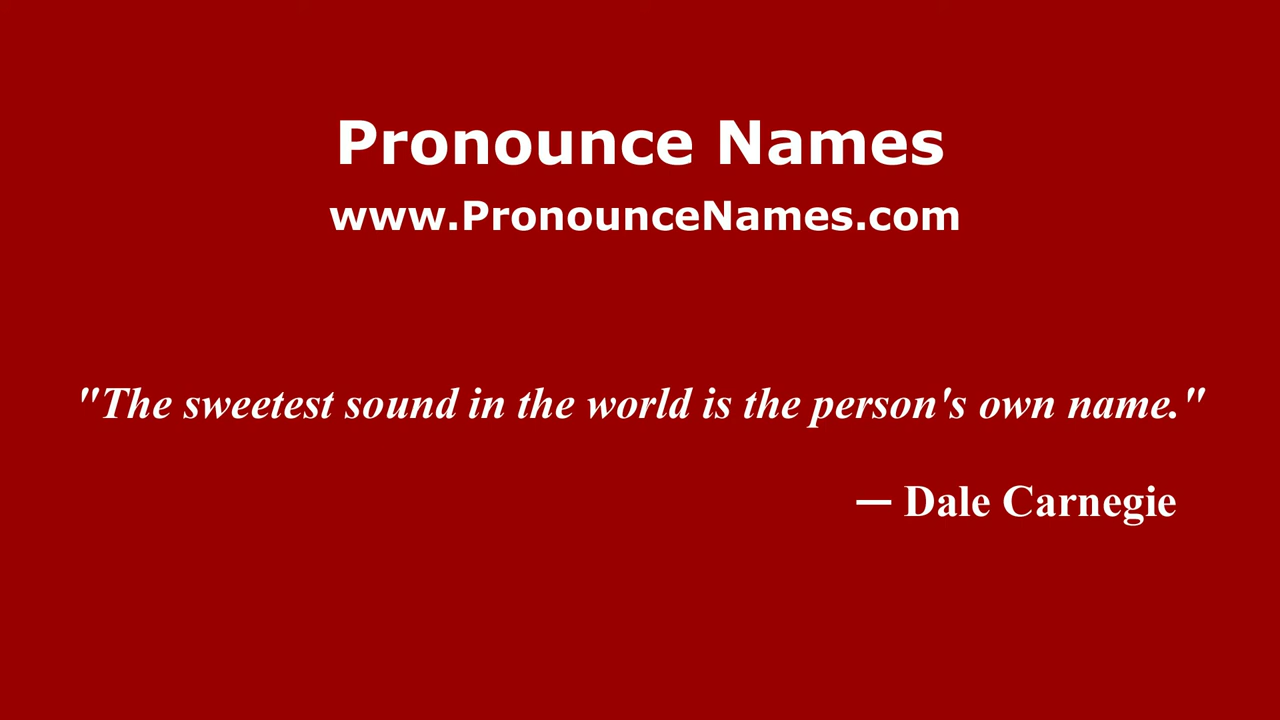 Pronounce Names
www.PronounceNames.com
"The sweetest sound in the world is the person's own name."
— Dale Carnegie